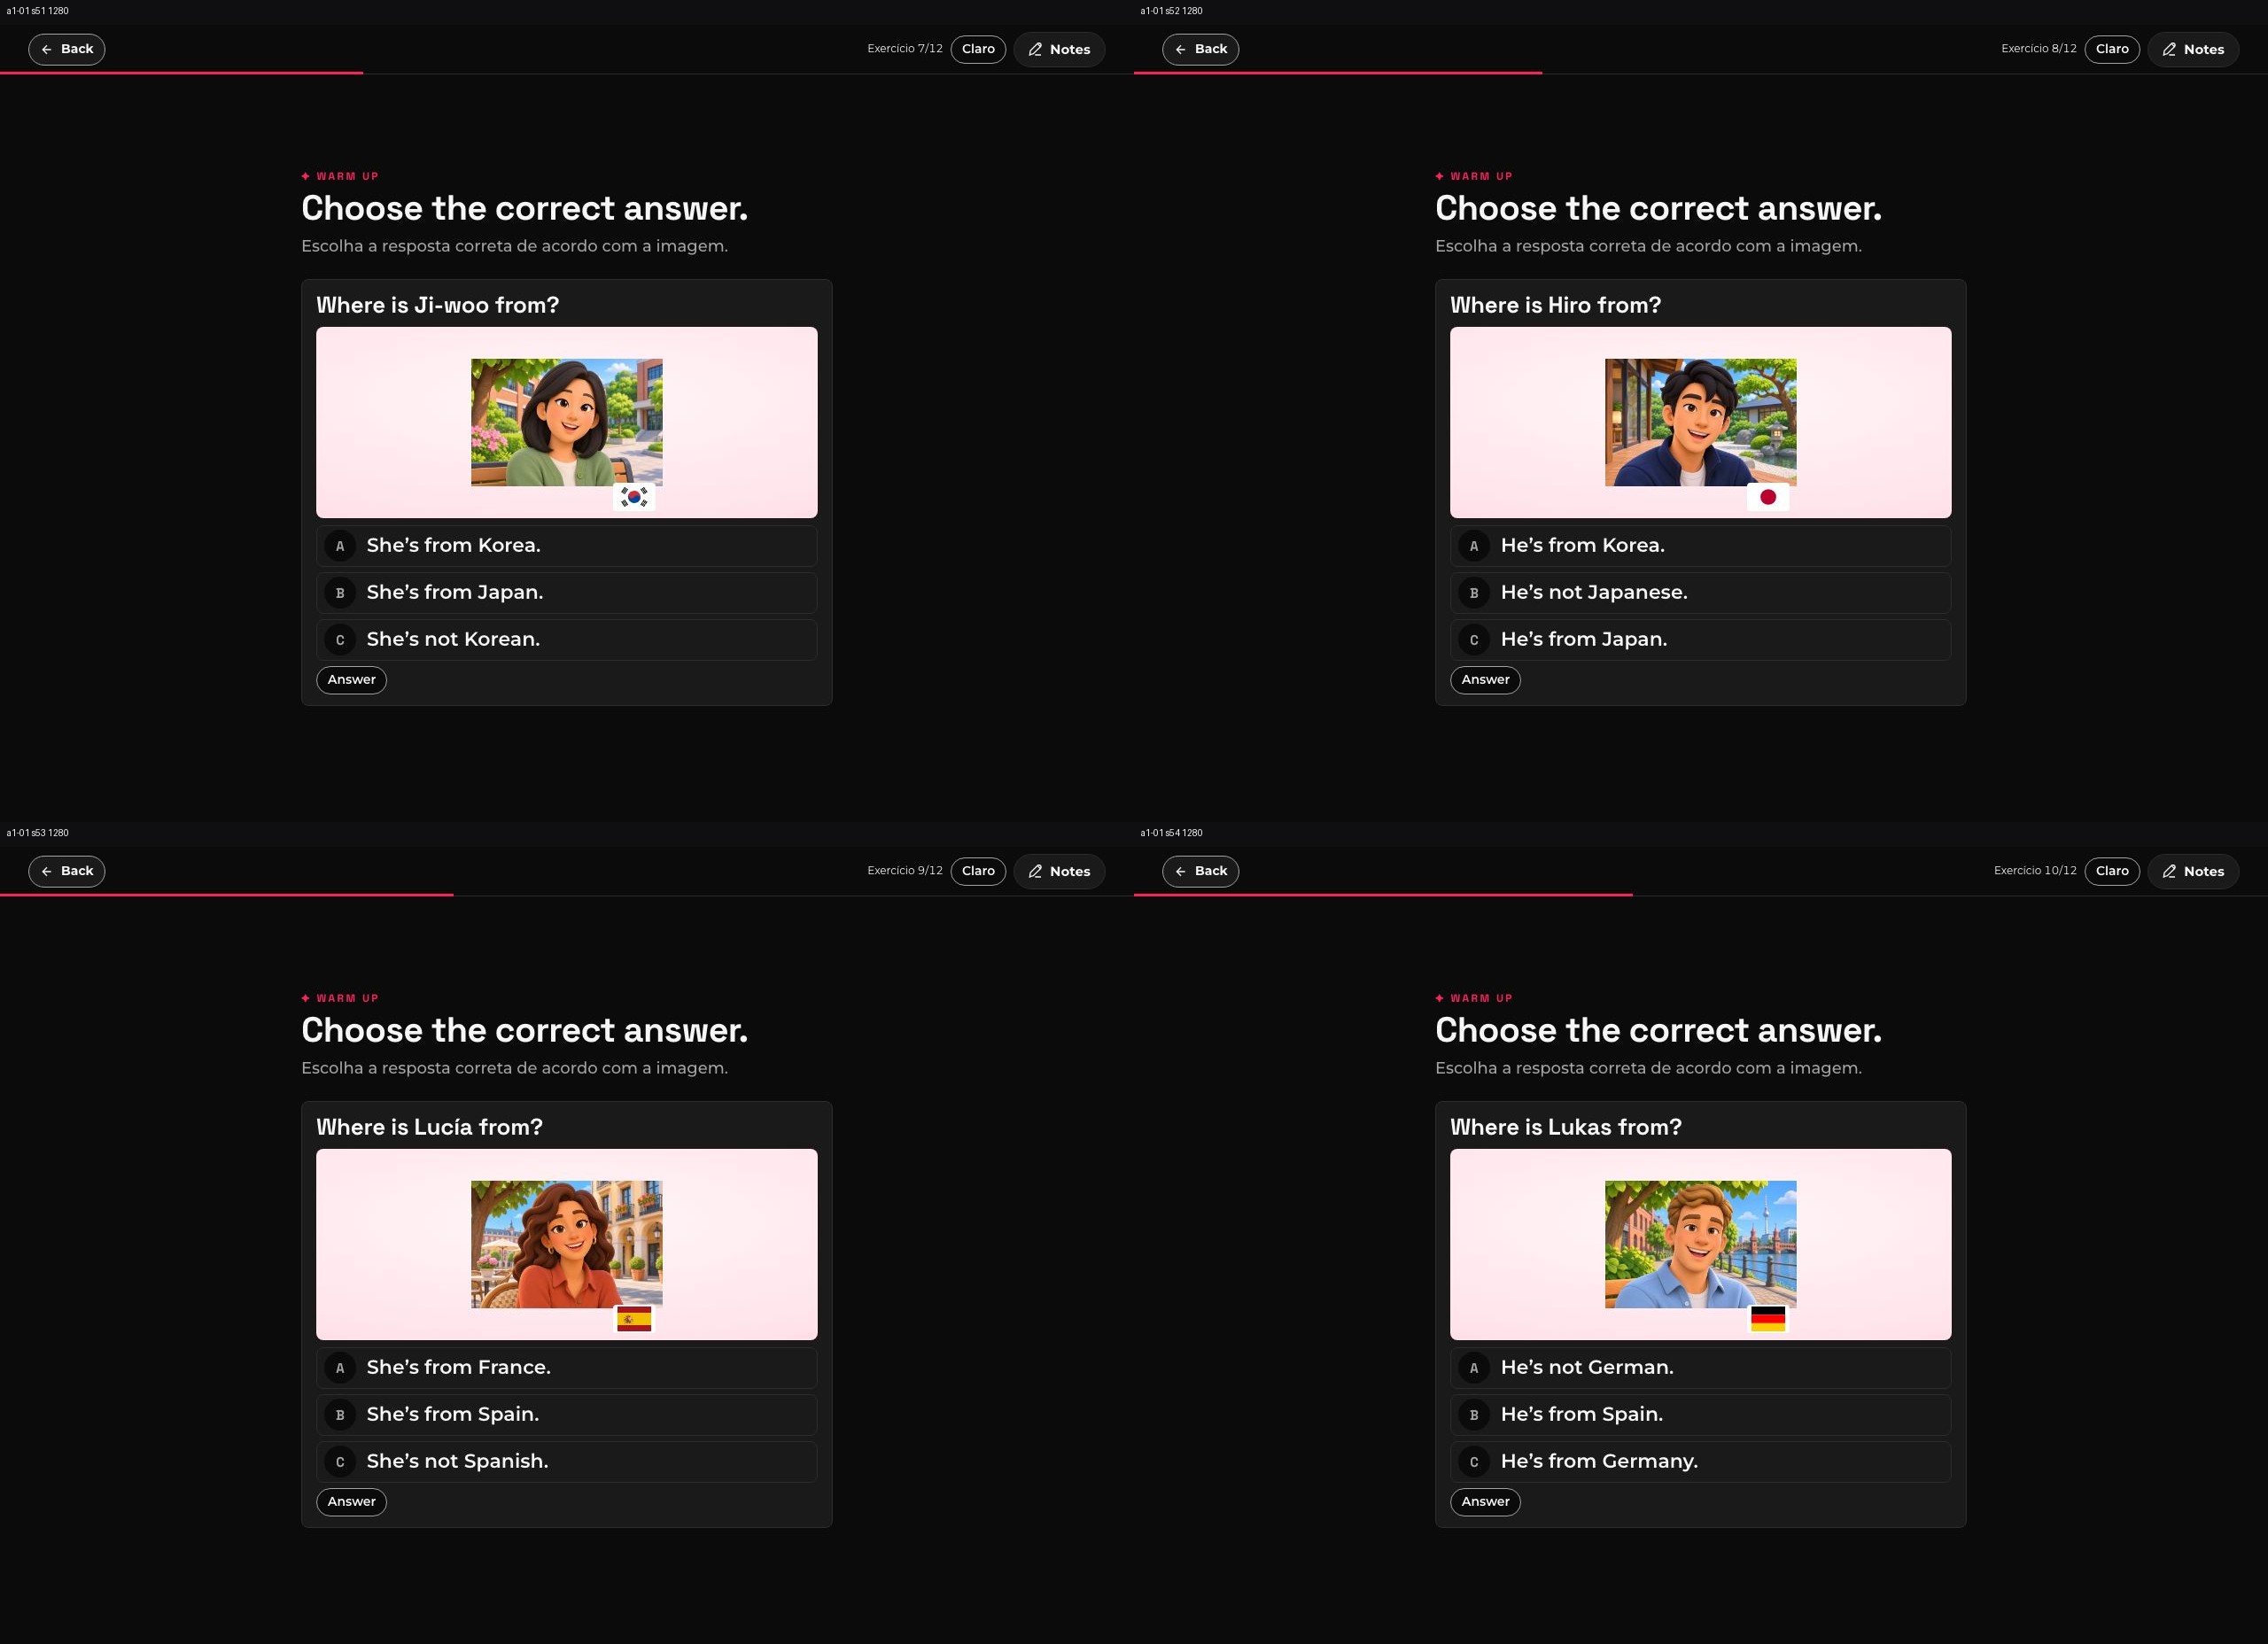 a1-01 s51 1280
Back
Exercício 7/12
Claro
Notes
WARM UP
Choose the correct answer.
Escolha a resposta correta de acordo com a imagem.
Where is Ji-woo from?
A She’s from Korea.
B She’s from Japan.
C She’s not Korean.
Answer
a1-01 s52 1280
Back
Exercício 8/12
Claro
Notes
WARM UP
Choose the correct answer.
Escolha a resposta correta de acordo com a imagem.
Where is Hiro from?
A He’s from Korea.
B He’s not Japanese.
C He’s from Japan.
Answer
a1-01 s53 1280
Back
Exercício 9/12
Claro
Notes
WARM UP
Choose the correct answer.
Escolha a resposta correta de acordo com a imagem.
Where is Lucía from?
A She’s from France.
B She’s from Spain.
C She’s not Spanish.
Answer
a1-01 s54 1280
Back
Exercício 10/12
Claro
Notes
WARM UP
Choose the correct answer.
Escolha a resposta correta de acordo com a imagem.
Where is Lukas from?
A He’s not German.
B He’s from Spain.
C He’s from Germany.
Answer